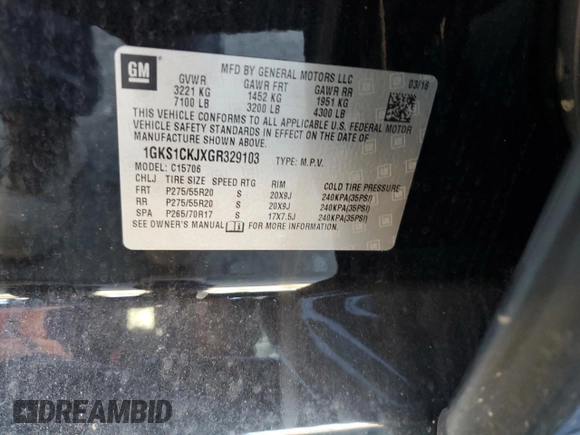 GM
MFD BY GENERAL MOTORS LLC
03/16
GVWR GAWR FRT GAWR RR
3221 KG 1452 KG 1951 KG
7100 LB 3200 LB 4300 LB
THIS VEHICLE CONFORMS TO ALL APPLICABLE U.S. FEDERAL MOTOR
VEHICLE SAFETY STANDARDS IN EFFECT ON THE DATE OF
MANUFACTURE SHOWN ABOVE.
1GKS1CKJXGR329103 TYPE: M.P.V.
MODEL: C15706
CHLJ TIRE SIZE SPEED RTG RIM COLD TIRE PRESSURE
FRT P275/55R20 S 20X9J 240KPA(35PSI)
RR P275/55R20 S 20X9J 240KPA(35PSI)
SPA P265/70R17 S 17X7.5J 240KPA(35PSI)
SEE OWNER'S MANUAL FOR MORE INFORMATION.
DREAMBID